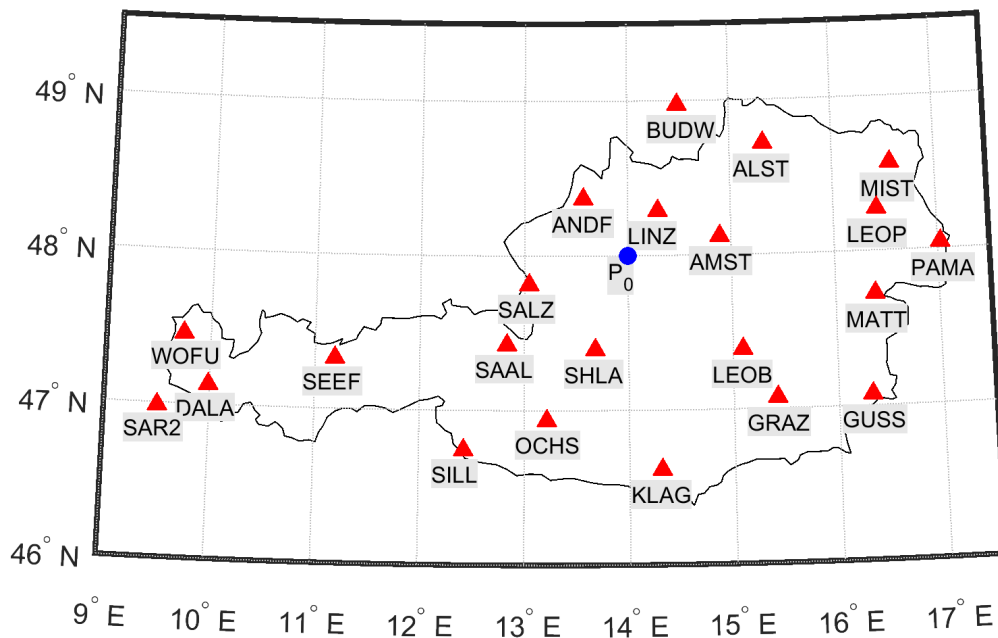 49° N
BUDW
ALST
MIST
ANDF
LINZ
LEOP
48° N
AMST
PAMA
P₀
SALZ
MATT
WOFU
SEEF
SAAL
SHLA
LEOB
47° N
DALA
SAR2
GRAZ
GUSS
OCHS
SILL
KLAG
46° N
9° E 10° E 11° E 12° E 13° E 14° E 15° E 16° E 17° E